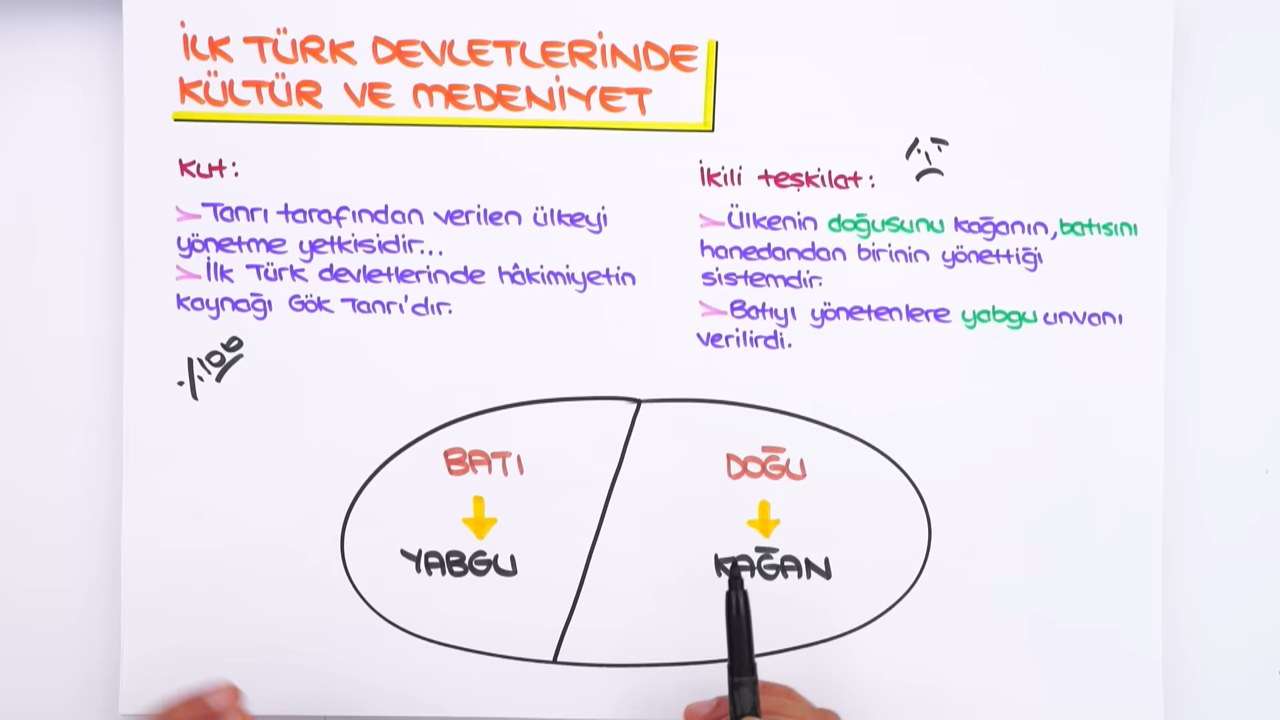 İLK TÜRK DEVLETLERİNDE
KÜLTÜR VE MEDENİYET
Kut:
➤Tanrı tarafından verilen ülkeyi
yönetme yetkisidir...
➤İlk Türk devletlerinde hâkimiyetin
kaynağı Gök Tanrı'dır.
%100
İkili teşkilat:
➤Ülkenin doğusunu kağanın, batısını
hanedandan birinin yönettiği
sistemdir.
➤Batıyı yönetenlere yabgu unvanı
verilirdi.
BATI
YABGU
DOĞU
KAĞAN